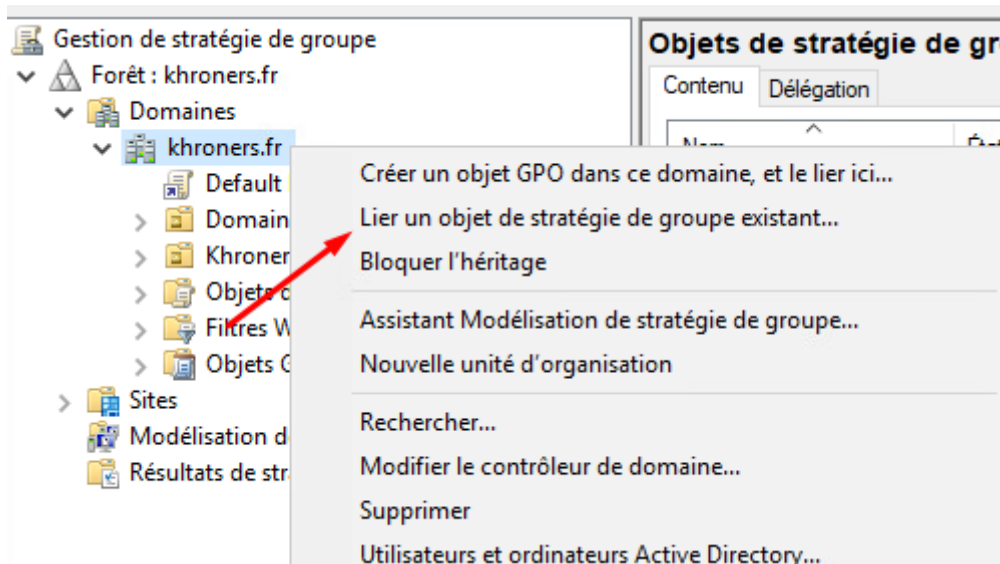 Gestion de stratégie de groupe
Forêt : khroners.fr
Domaines
khroners.fr
Default
Domain
Khroner
Objets d
Filtres W
Objets G
Sites
Modélisation d
Résultats de str
Objets de stratégie de gr
Contenu
Délégation
Nom
Créer un objet GPO dans ce domaine, et le lier ici...
Lier un objet de stratégie de groupe existant...
Bloquer l'héritage
Assistant Modélisation de stratégie de groupe...
Nouvelle unité d'organisation
Rechercher...
Modifier le contrôleur de domaine...
Supprimer
Utilisateurs et ordinateurs Active Directory...